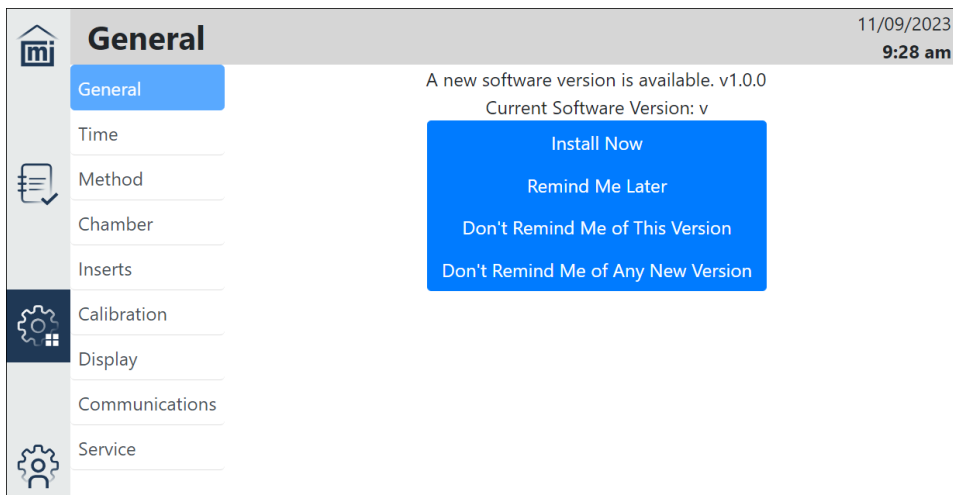 mi
General
11/09/2023
9:28 am
General
Time
Method
Chamber
Inserts
Calibration
Display
Communications
Service
A new software version is available. v1.0.0
Current Software Version: v
Install Now
Remind Me Later
Don't Remind Me of This Version
Don't Remind Me of Any New Version